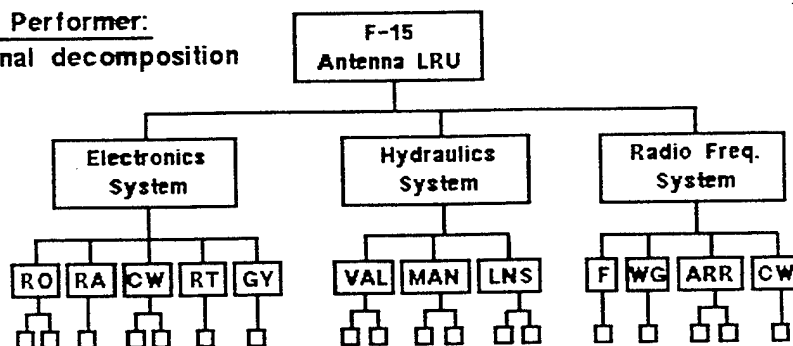 Performer:
nal decomposition
F-15
Antenna LRU
Electronics
System
Hydraulics
System
Radio Freq.
System
RO RA CW RT GY
VAL MAN LNS
F WG ARR CW